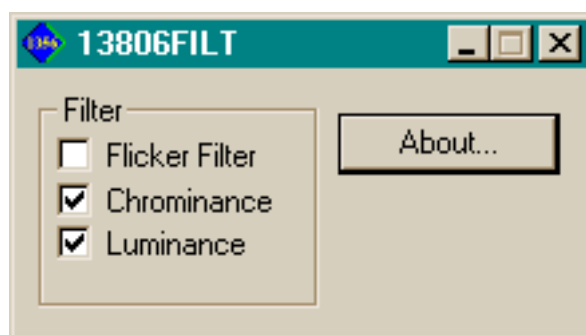 13806FILT
Filter
Flicker Filter
Chrominance
Luminance
About...